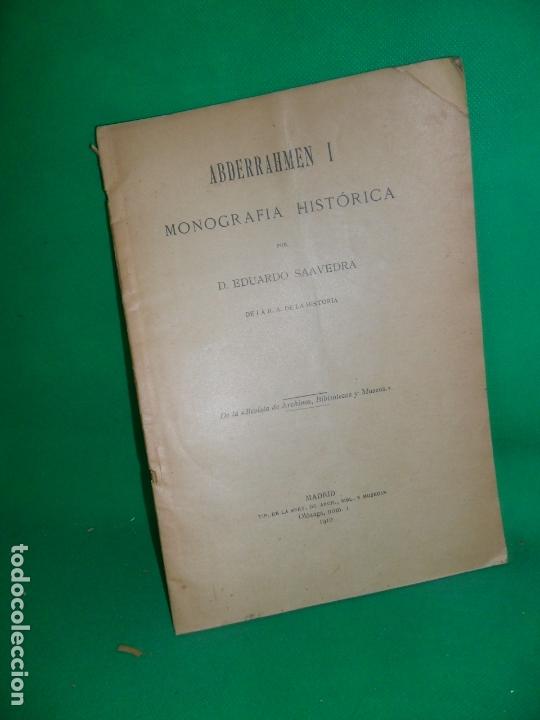 ABDERRAHMEN I
MONOGRAFIA HISTÓRICA
POR
D. EDUARDO SAAVEDRA
DE LA R. A. DE LA HISTORIA
De la «Revista de Archivos, Bibliotecas y Museos.»
MADRID
TIP. DE LA REV. DE ARCH., BIBL. Y MUSEOS
Olózaga, núm. 1
1910
todocoleccion